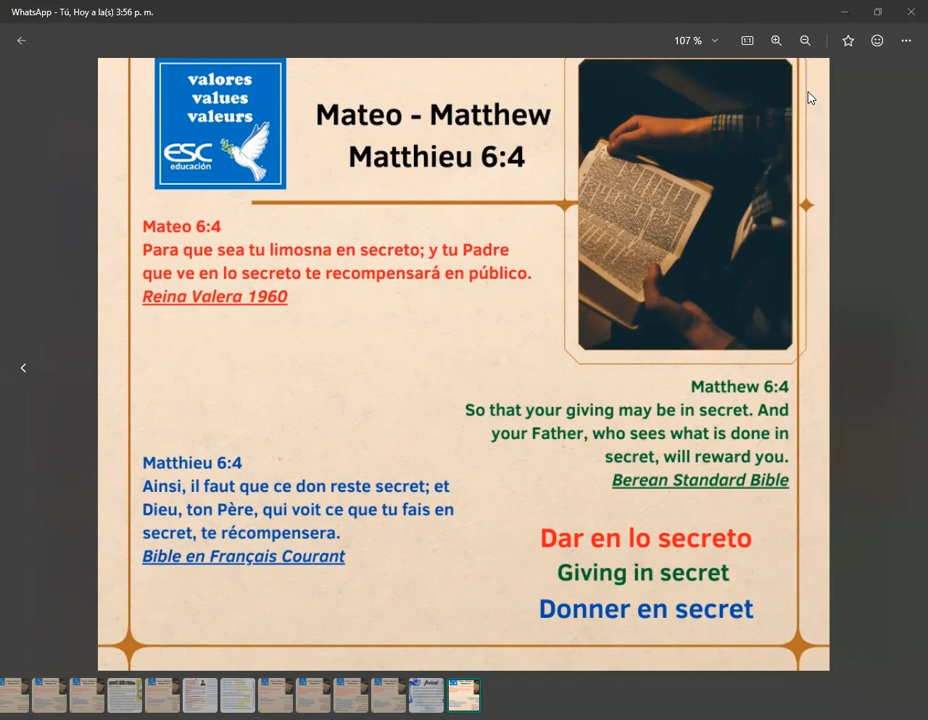 WhatsApp - Tú, Hoy a la(s) 3:56 p. m.
107 %
valores
values
valeurs
ESC
educación
Mateo - Matthew
Matthieu 6:4
Mateo 6:4
Para que sea tu limosna en secreto; y tu Padre
que ve en lo secreto te recompensará en público.
Reina Valera 1960
Matthew 6:4
So that your giving may be in secret. And
your Father, who sees what is done in
secret, will reward you.
Berean Standard Bible
Matthieu 6:4
Ainsi, il faut que ce don reste secret; et
Dieu, ton Père, qui voit ce que tu fais en
secret, te récompensera.
Bible en Français Courant
Dar en lo secreto
Giving in secret
Donner en secret